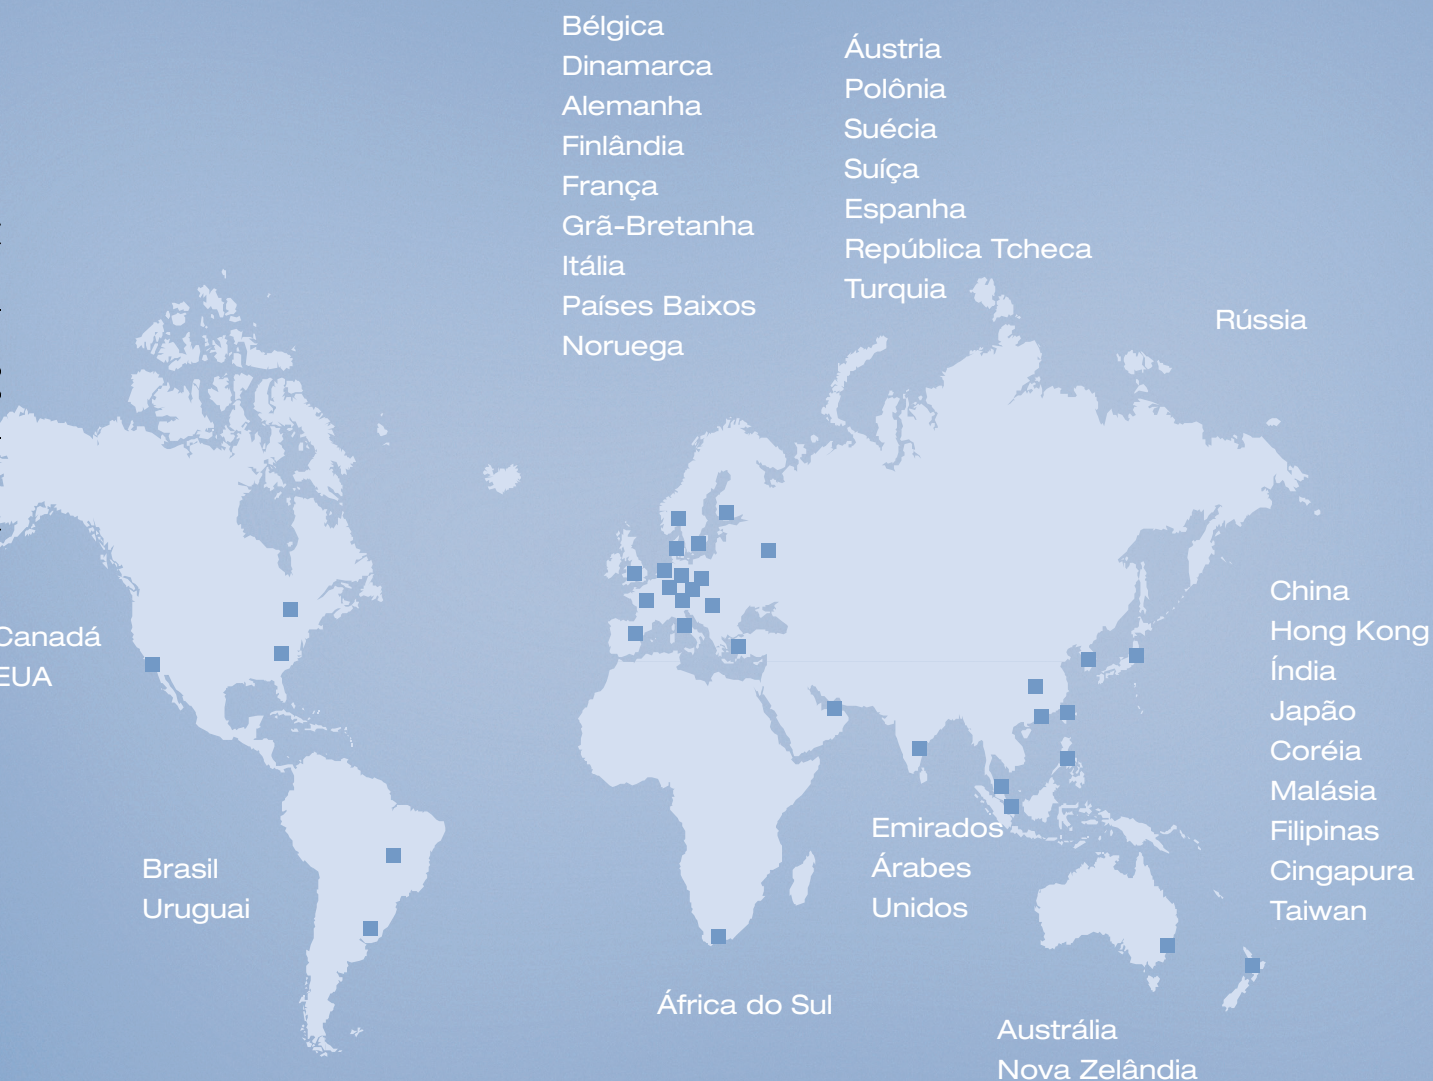 Bélgica
Dinamarca
Alemanha
Finlândia
França
Grã-Bretanha
Itália
Países Baixos
Noruega
Áustria
Polônia
Suécia
Suíça
Espanha
República Tcheca
Turquia
Rússia
Canadá
EUA
China
Hong Kong
Índia
Japão
Coréia
Malásia
Filipinas
Cingapura
Taiwan
Brasil
Uruguai
Emirados
Árabes
Unidos
África do Sul
Austrália
Nova Zelândia